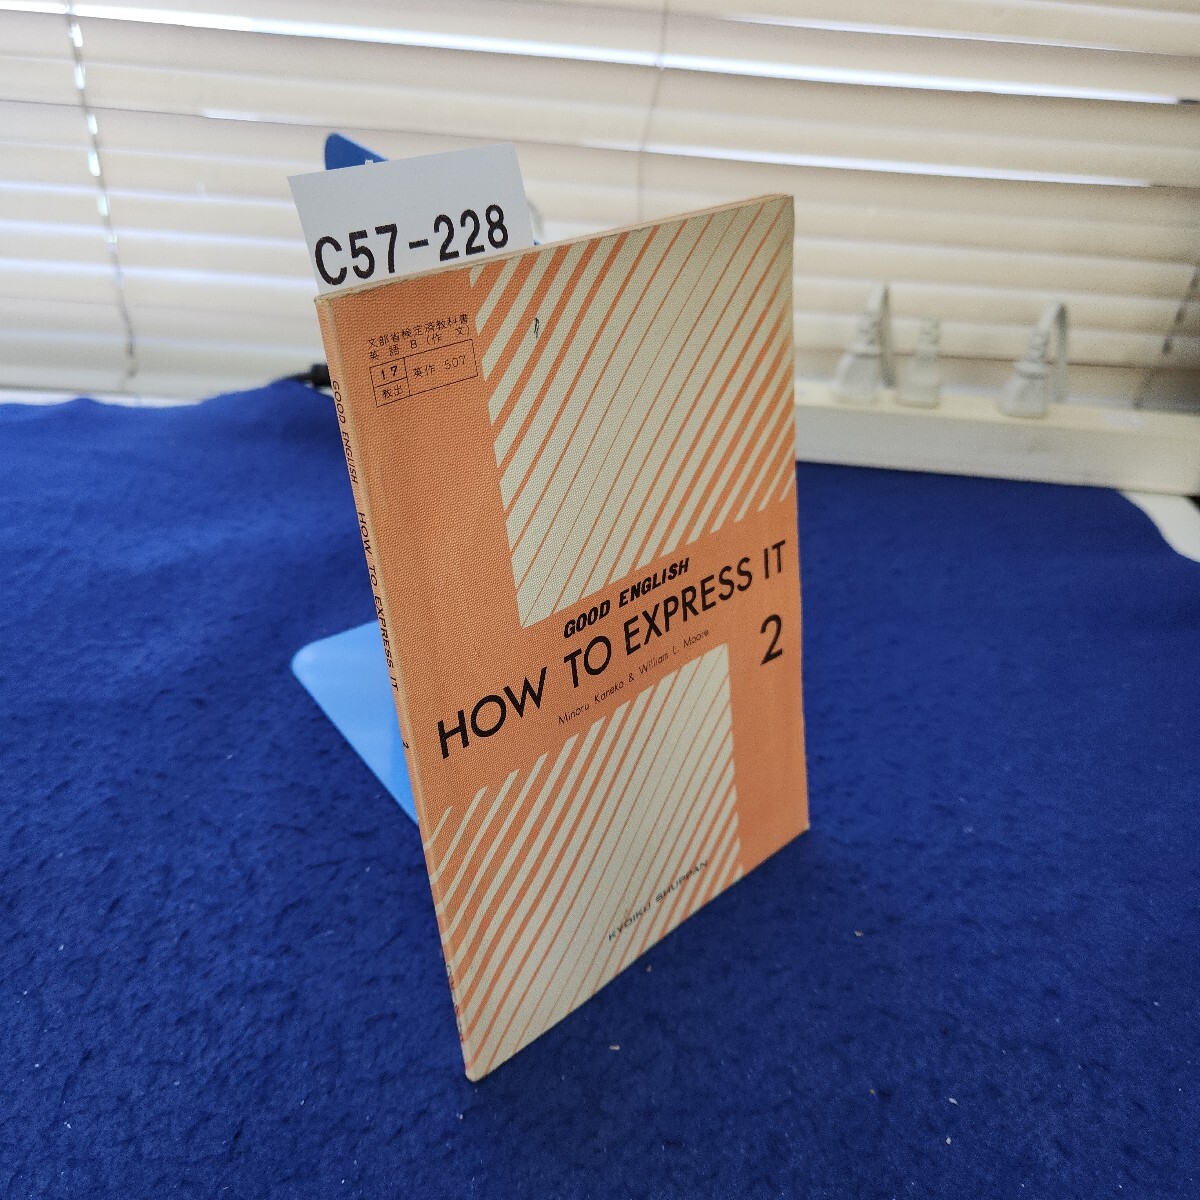 C57-228
文部省検定済教科書
英語 B (作文)
17
教出
英作 507
GOOD ENGLISH
HOW TO EXPRESS IT
2
Minoru Kaneko & William L. Moore
KYOIKU SHUPPAN
GOOD ENGLISH HOW TO EXPRESS IT 2